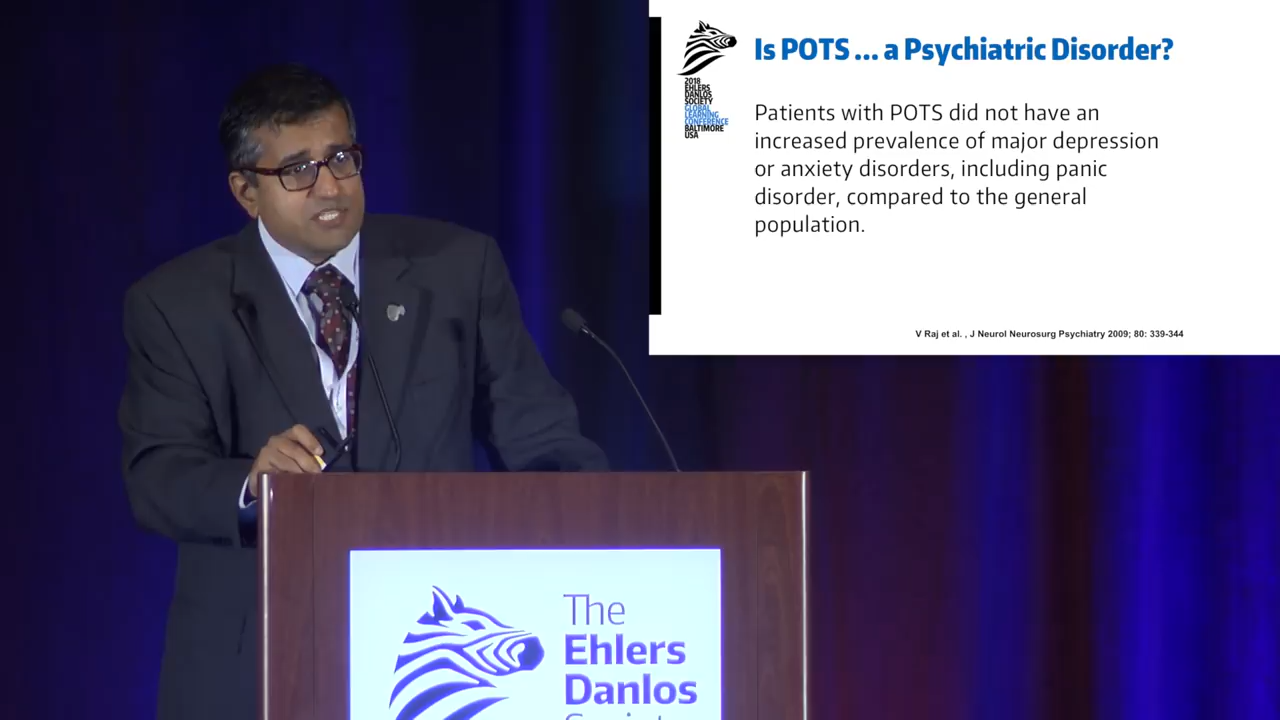 Is POTS ... a Psychiatric Disorder?
2018
EHLERS
DANLOS
SOCIETY
GLOBAL
LEARNING
CONFERENCE
BALTIMORE
USA
Patients with POTS did not have an
increased prevalence of major depression
or anxiety disorders, including panic
disorder, compared to the general
population.
V Raj et al. , J Neurol Neurosurg Psychiatry 2009; 80: 339-344
The
Ehlers
Danlos